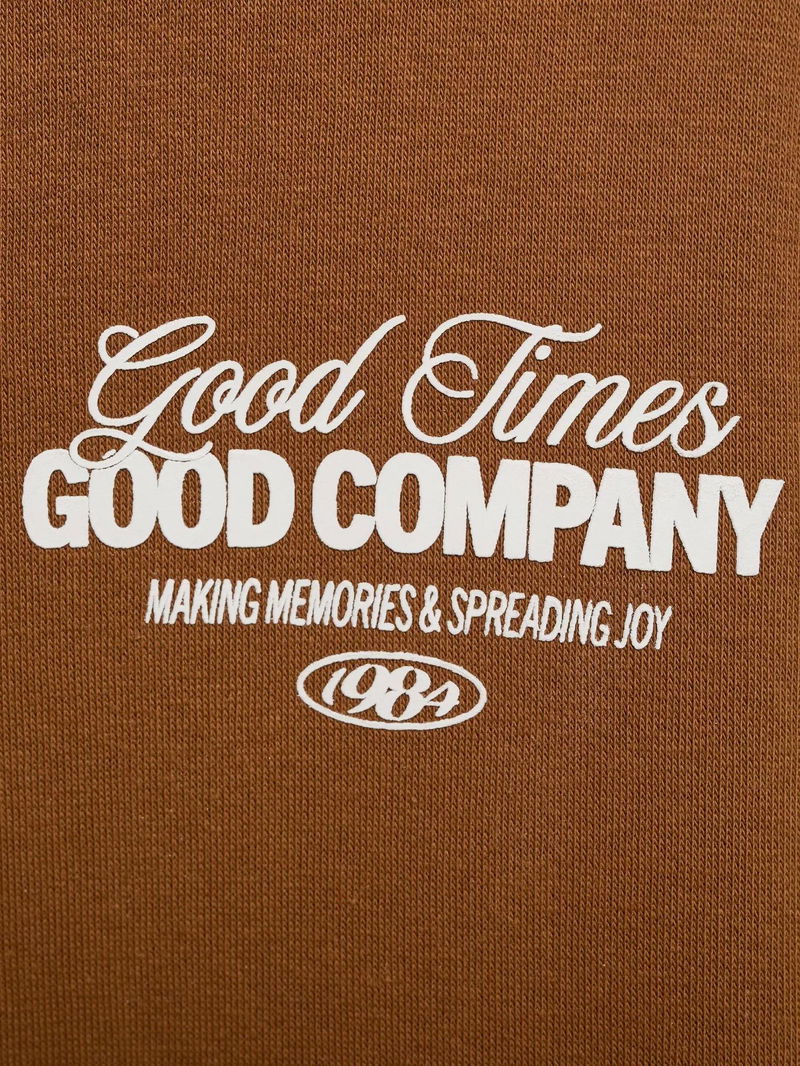 Good Times
GOOD COMPANY
MAKING MEMORIES & SPREADING JOY
1984